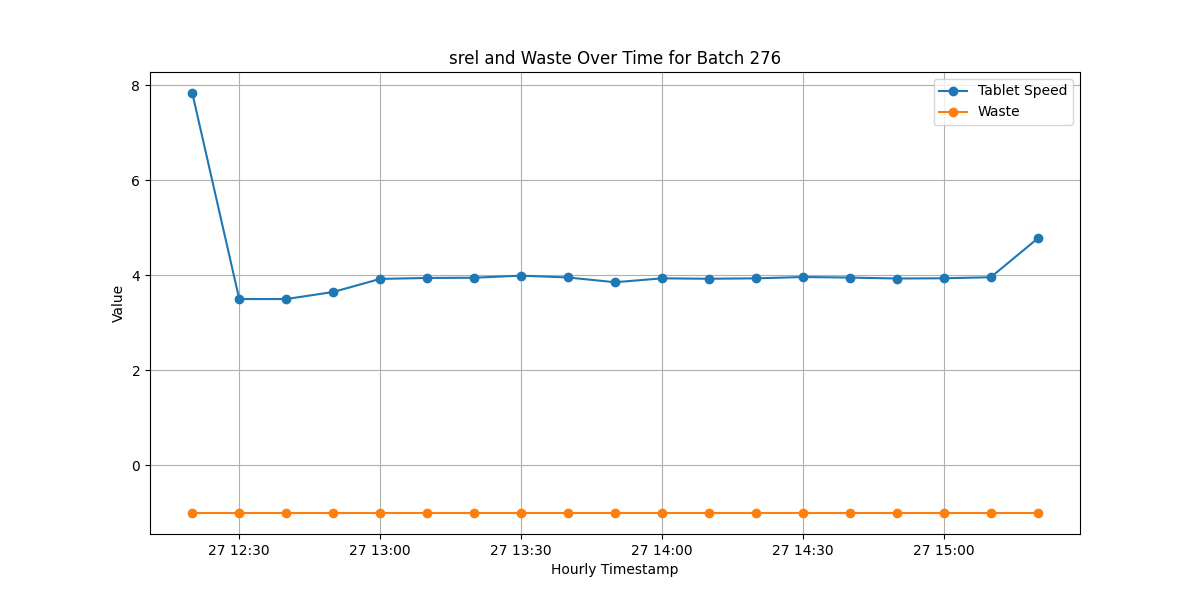 srel and Waste Over Time for Batch 276
Tablet Speed
Waste
8
6
4
2
0
Value
27 12:30 27 13:00 27 13:30 27 14:00 27 14:30 27 15:00
Hourly Timestamp